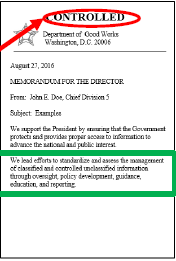 CONTROLLED
Department of Good Works
Washington, D.C. 20006
August 27, 2016
MEMORANDUM FOR THE DIRECTOR
From: John E. Doe, Chief Division 5
Subject: Examples
We support the President by ensuring that the Government
protects and provides proper access to information to
advance the national and public interest.
We lead efforts to standardize and assess the management
of classified and controlled unclassified information
through oversight, policy development, guidance,
education, and reporting.